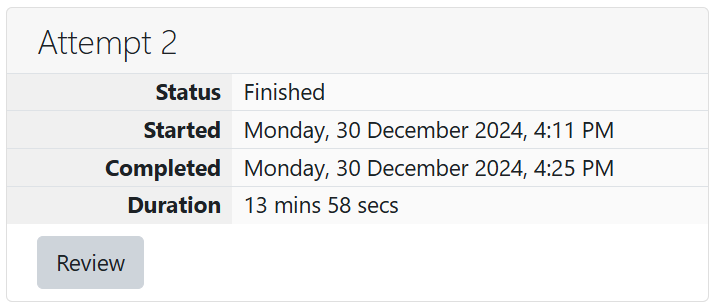 Attempt 2
Status Finished
Started Monday, 30 December 2024, 4:11 PM
Completed Monday, 30 December 2024, 4:25 PM
Duration 13 mins 58 secs
Review